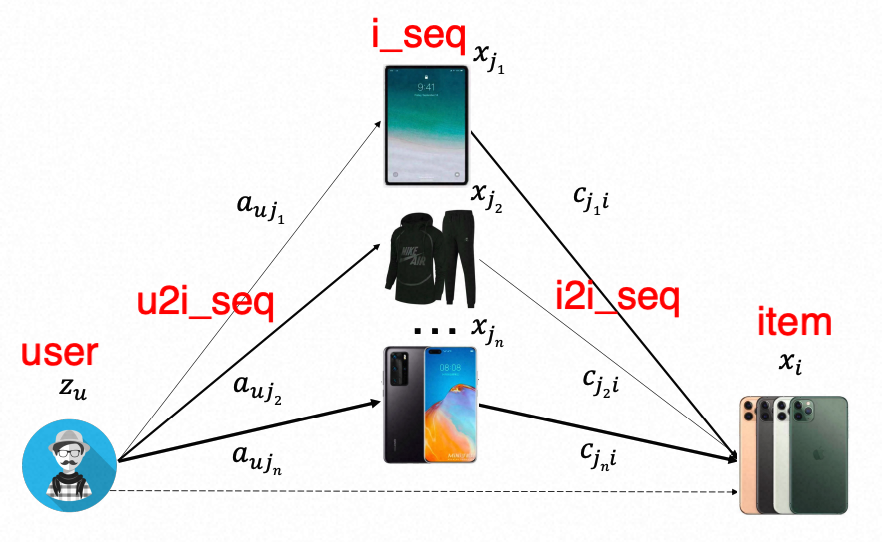 i_seq
x_{j_1}
9:41
a_{uj_1}
c_{j_1i}
x_{j_2}
NIKE
AIR
u2i_seq
i2i_seq
... x_{j_n}
item
user
x_i
z_u
08:08
a_{uj_2}
c_{j_2i}
a_{uj_n}
c_{j_ni}